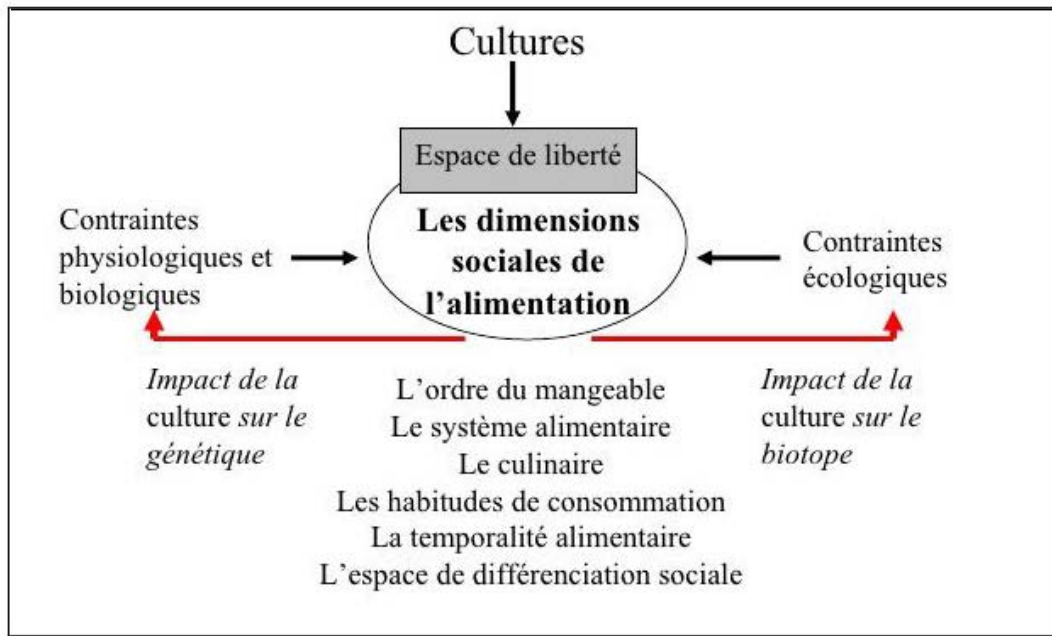 Cultures
Espace de liberté
Les dimensions
sociales de
l’alimentation
Contraintes
physiologiques et
biologiques
Contraintes
écologiques
Impact de la
culture sur le
génétique
L’ordre du mangeable
Le système alimentaire
Le culinaire
Les habitudes de consommation
La temporalité alimentaire
L’espace de différenciation sociale
Impact de la
culture sur le
biotope